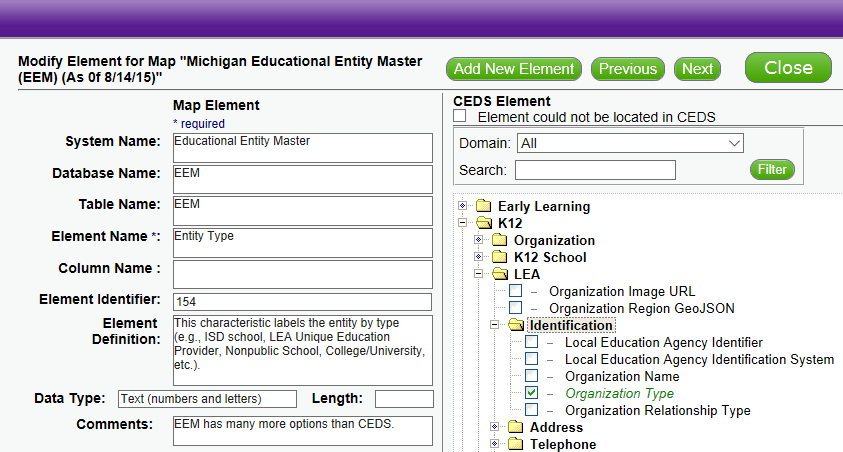 Modify Element for Map "Michigan Educational Entity Master
(EEM) (As 0f 8/14/15)"
Add New Element
Previous
Next
Close
Map Element
* required
System Name:
Educational Entity Master
Database Name:
EEM
Table Name:
EEM
Element Name *:
Entity Type
Column Name :
Element Identifier:
154
Element
Definition:
This characteristic labels the entity by type
(e.g., ISD school, LEA Unique Education
Provider, Nonpublic School, College/University,
etc.).
Data Type:
Text (numbers and letters)
Length:
Comments:
EEM has many more options than CEDS.
CEDS Element
Element could not be located in CEDS
Domain:
All
Search:
Filter
Early Learning
K12
Organization
K12 School
LEA
Organization Image URL
Organization Region GeoJSON
Identification
Local Education Agency Identifier
Local Education Agency Identification System
Organization Name
Organization Type
Organization Relationship Type
Address
Telephone